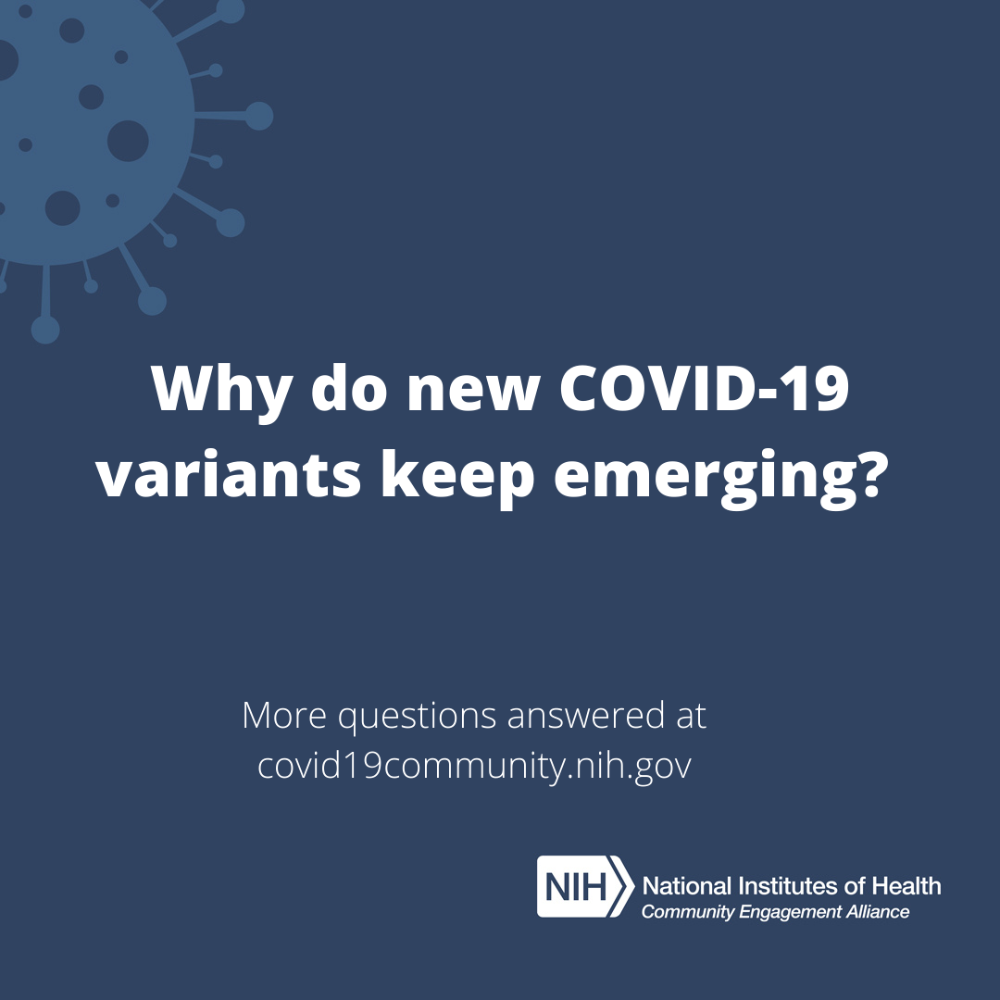 Why do new COVID-19
variants keep emerging?
More questions answered at
covid19community.nih.gov
NIH National Institutes of Health
Community Engagement Alliance